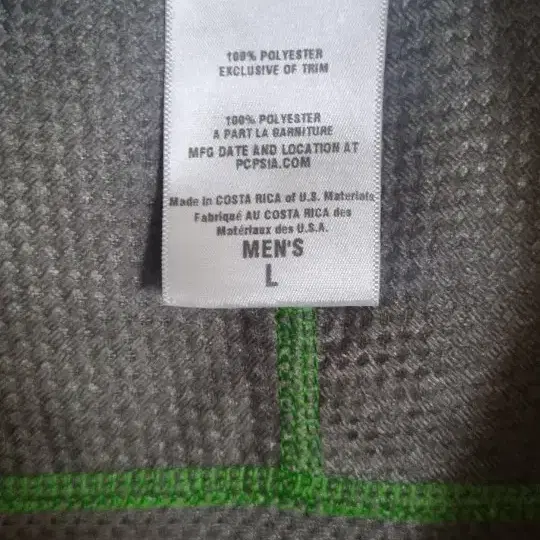 100% POLYESTER
EXCLUSIVE OF TRIM
100% POLYESTER
A PART LA GARNITURE
MFG DATE AND LOCATION AT
PCPSIA.COM
Made in COSTA RICA of U.S. Materials
Fabriqué AU COSTA RICA des
Matériaux des U.S.A.
MEN'S
L